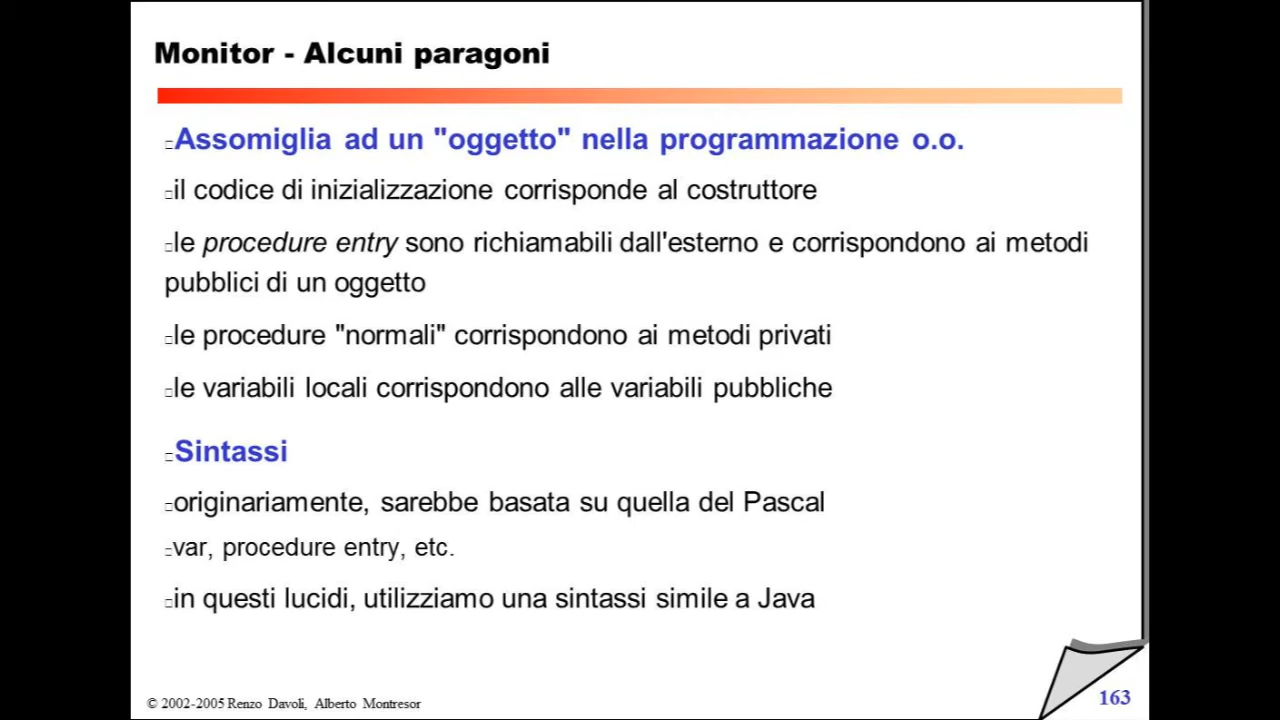 Monitor - Alcuni paragoni
Assomiglia ad un "oggetto" nella programmazione o.o.
il codice di inizializzazione corrisponde al costruttore
le procedure entry sono richiamabili dall'esterno e corrispondono ai metodi
pubblici di un oggetto
le procedure "normali" corrispondono ai metodi privati
le variabili locali corrispondono alle variabili pubbliche
Sintassi
originariamente, sarebbe basata su quella del Pascal
var, procedure entry, etc.
in questi lucidi, utilizziamo una sintassi simile a Java
© 2002-2005 Renzo Davoli, Alberto Montresor
163